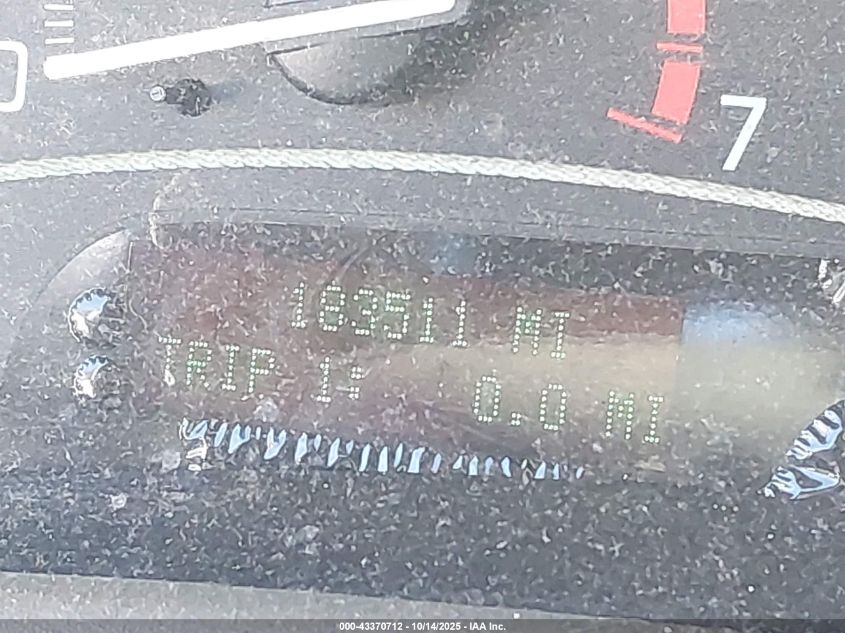 7
183511 MI
TRIP 1: 0.0 MI
000-43370712 - 10/14/2025 - IAA Inc.